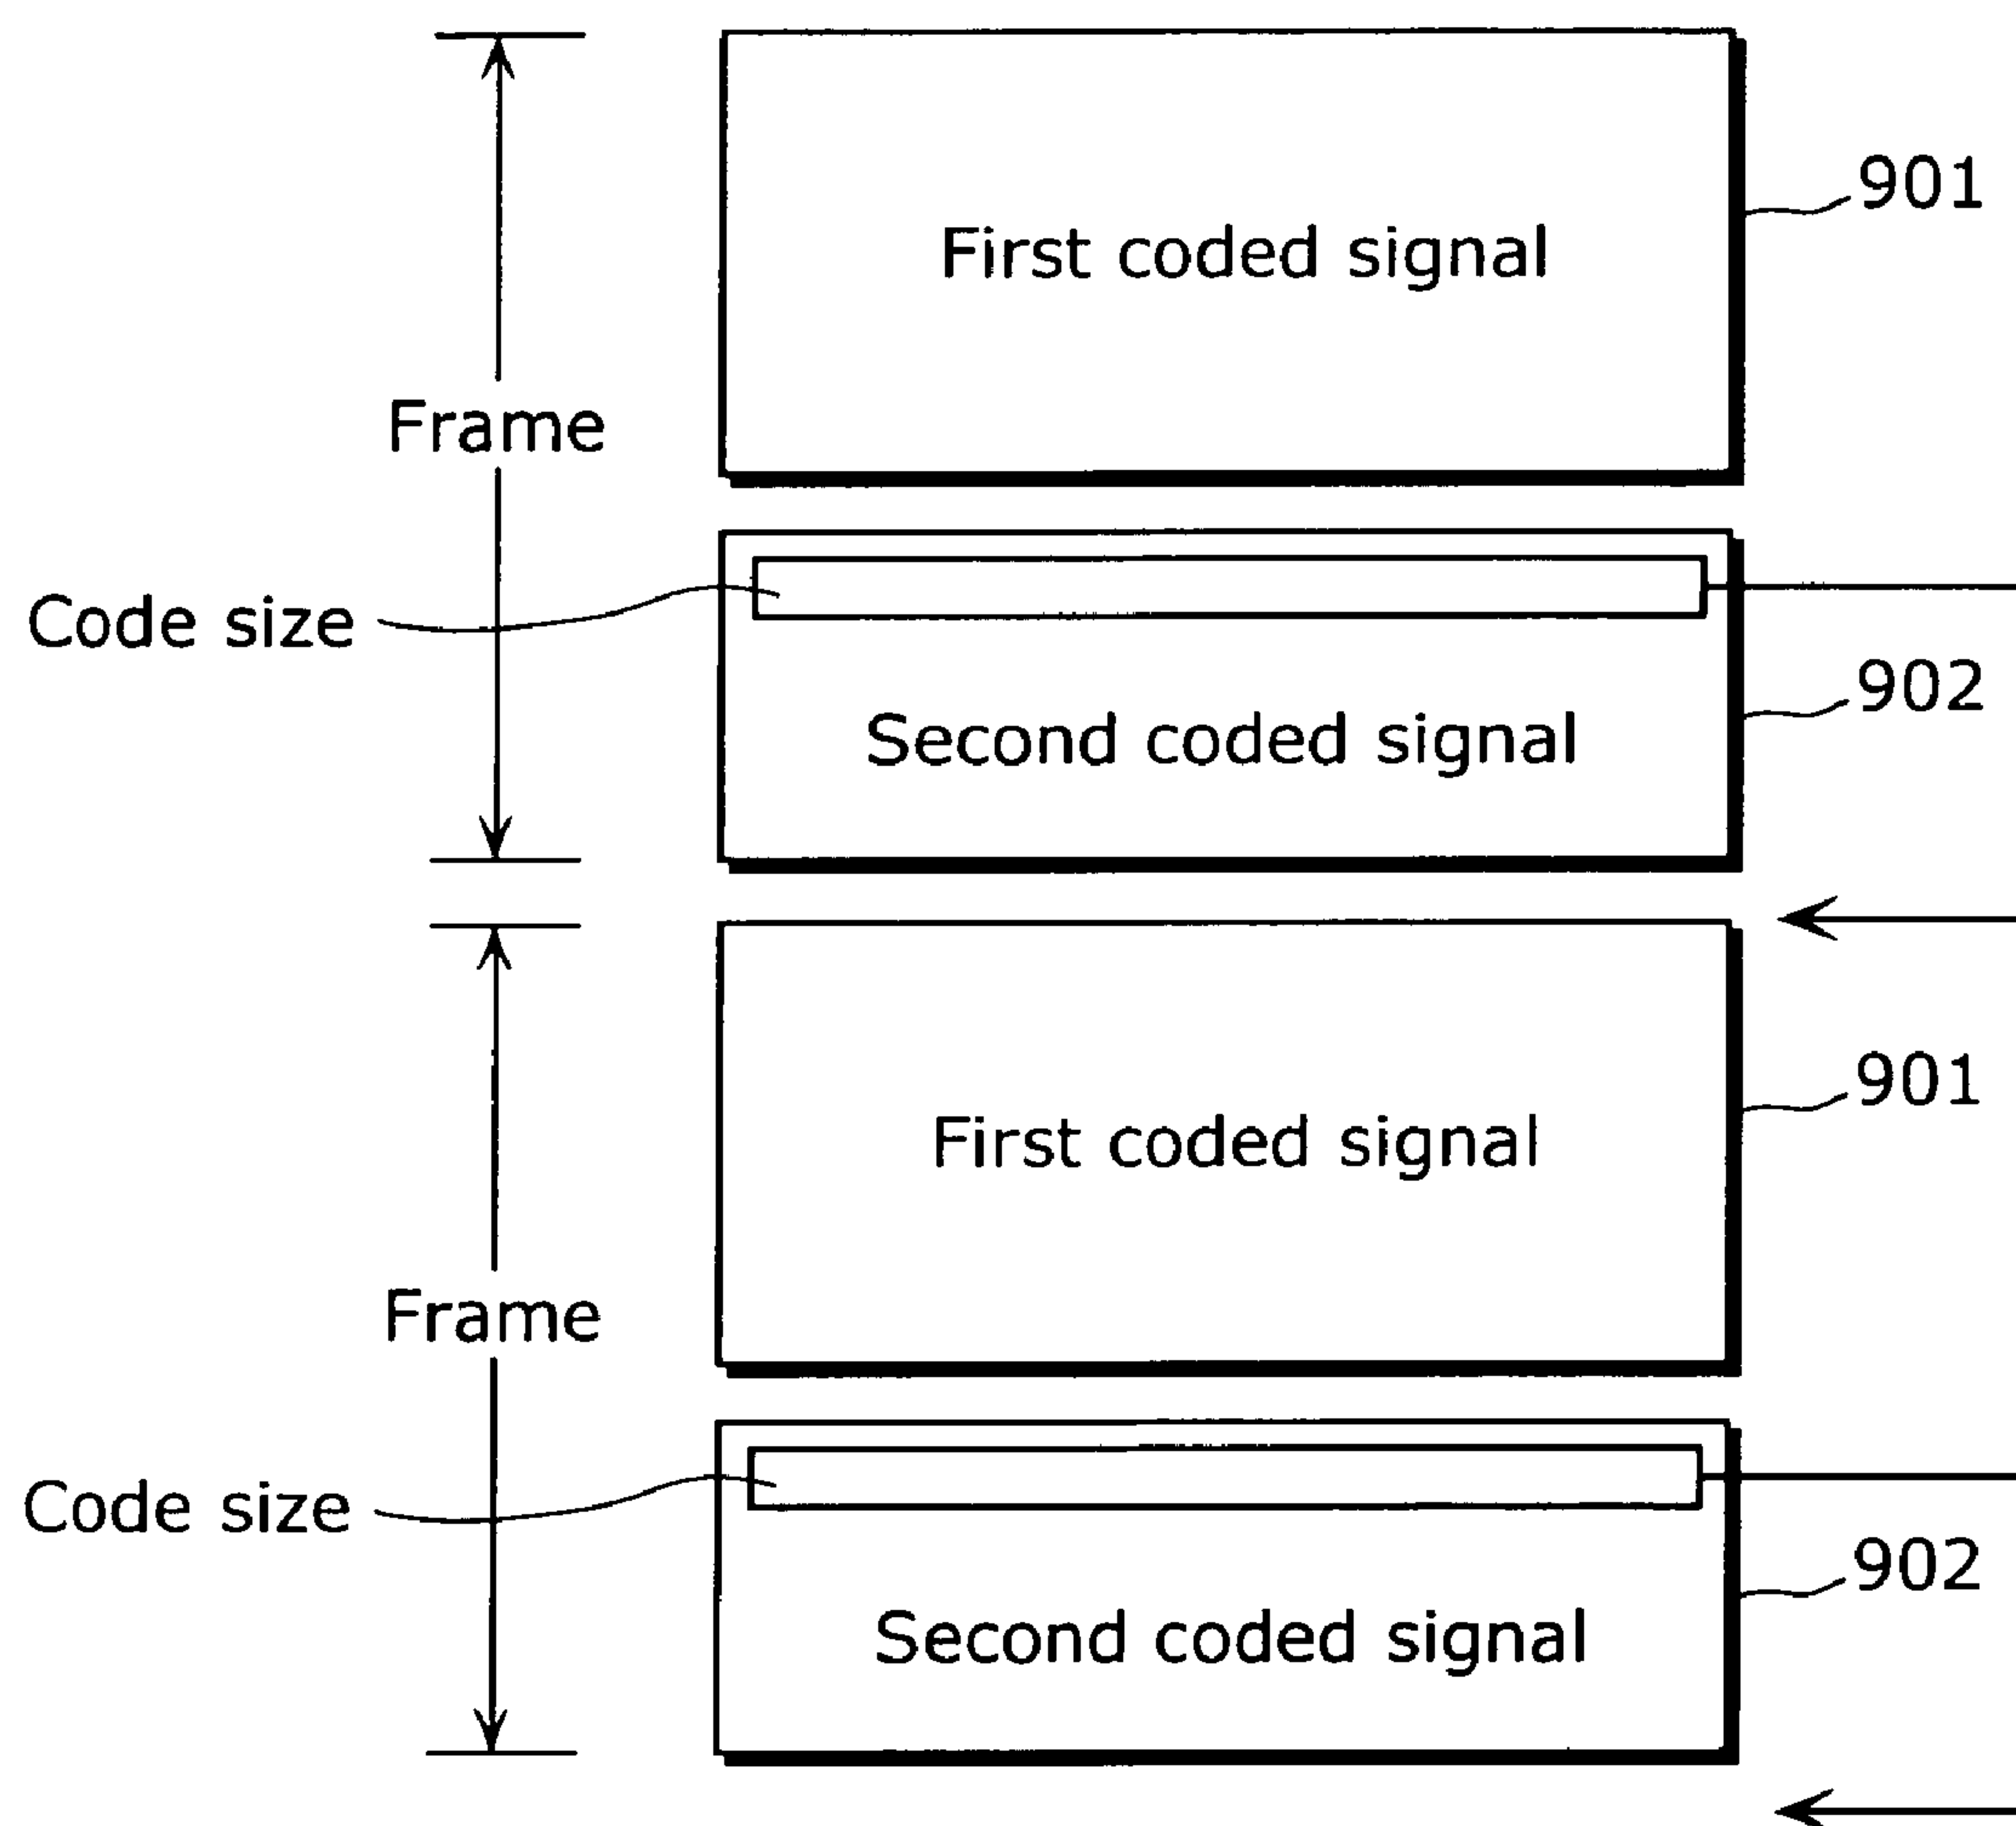 First coded signal
901
Frame
Code size
Second coded signal
902
First coded signal
901
Frame
Code size
Second coded signal
902